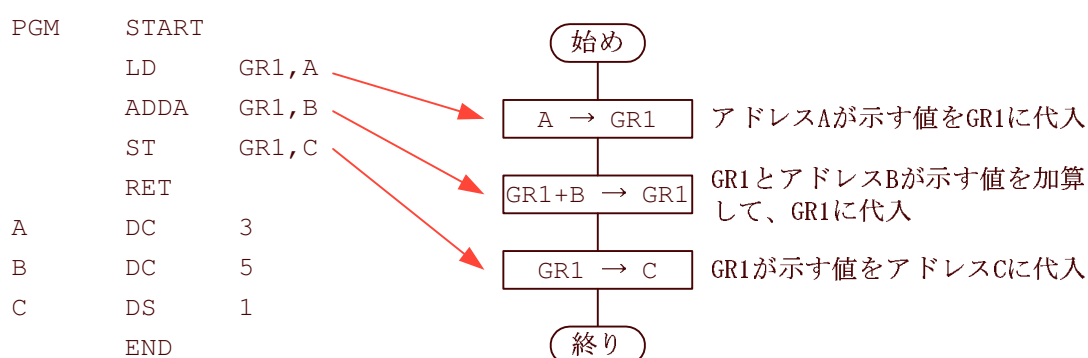 PGM START
LD GR1,A
ADDA GR1,B
ST GR1,C
RET
A DC 3
B DC 5
C DS 1
END
始め
A → GR1
アドレスAが示す値をGR1に代入
GR1+B → GR1
GR1とアドレスBが示す値を加算
して、GR1に代入
GR1 → C
GR1が示す値をアドレスCに代入
終り